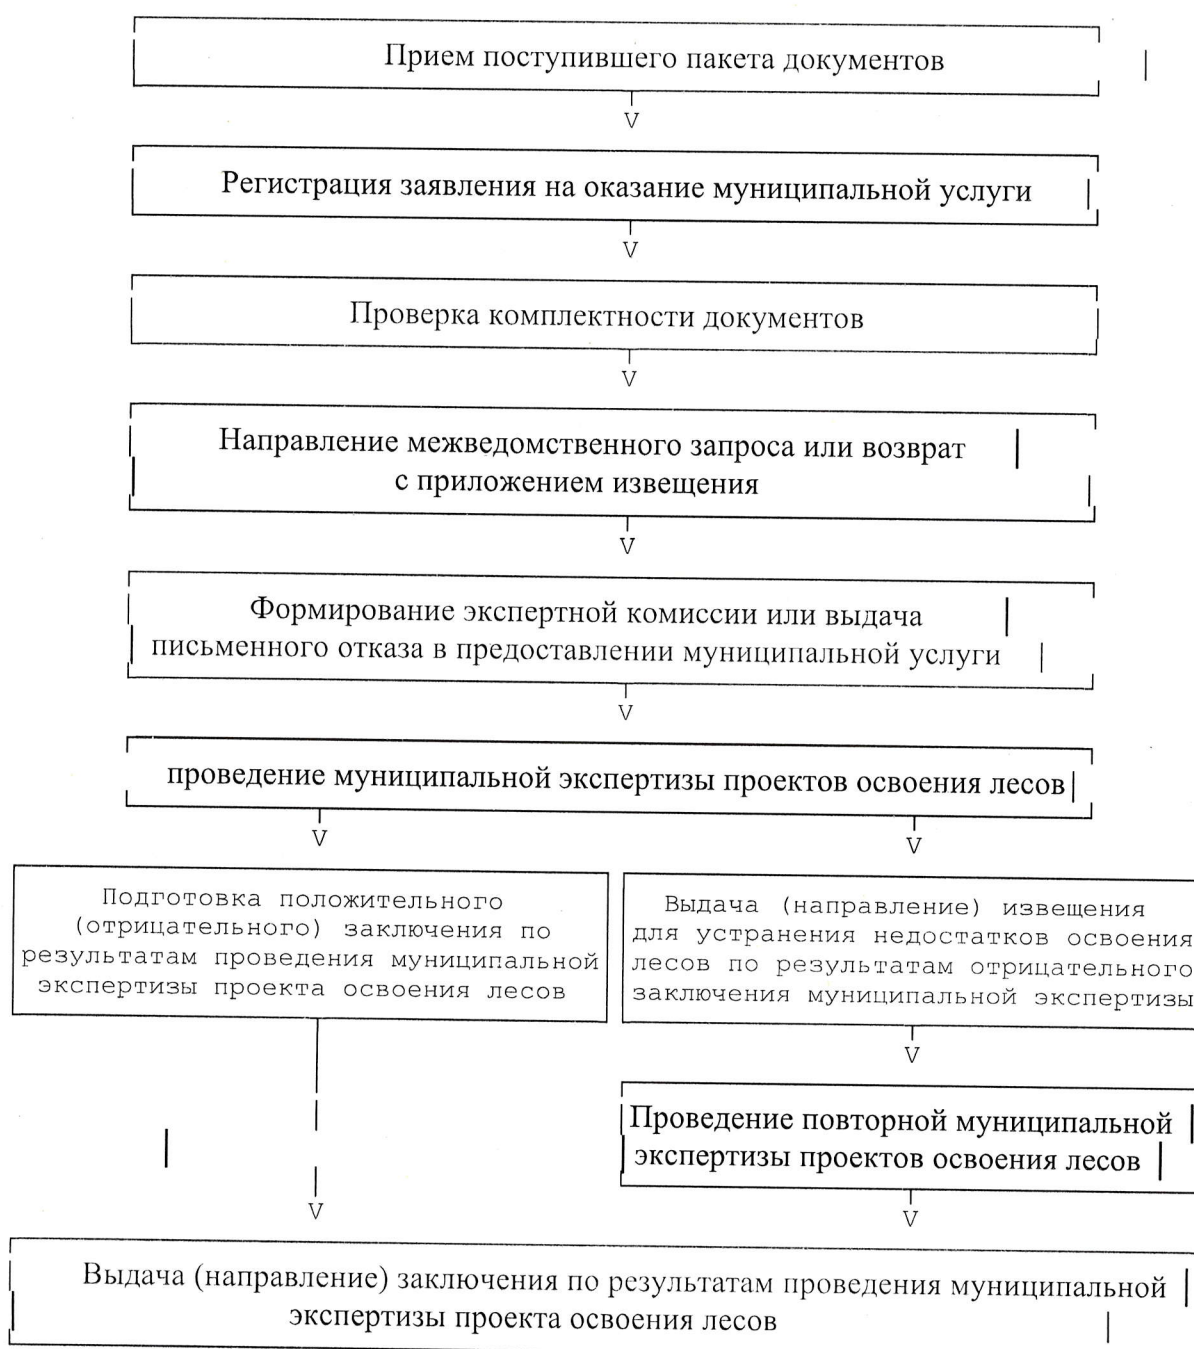 Прием поступившего пакета документов
V
Регистрация заявления на оказание муниципальной услуги
V
Проверка комплектности документов
V
Направление межведомственного запроса или возврат
с приложением извещения
V
Формирование экспертной комиссии или выдача
письменного отказа в предоставлении муниципальной услуги
V
проведение муниципальной экспертизы проектов освоения лесов
V
V
Подготовка положительного
(отрицательного) заключения по
результатам проведения муниципальной
экспертизы проекта освоения лесов
Выдача (направление) извещения
для устранения недостатков освоения
лесов по результатам отрицательного
заключения муниципальной экспертизы
V
Проведение повторной муниципальной
экспертизы проектов освоения лесов
V
V
Выдача (направление) заключения по результатам проведения муниципальной
экспертизы проекта освоения лесов